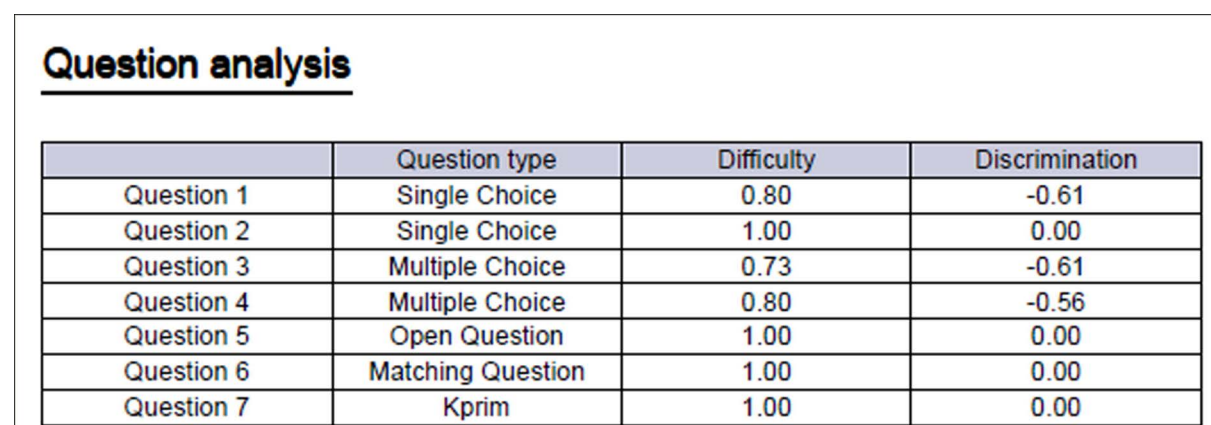 Question analysis
Question type Difficulty Discrimination
Question 1 Single Choice 0.80 -0.61
Question 2 Single Choice 1.00 0.00
Question 3 Multiple Choice 0.73 -0.61
Question 4 Multiple Choice 0.80 -0.56
Question 5 Open Question 1.00 0.00
Question 6 Matching Question 1.00 0.00
Question 7 Kprim 1.00 0.00